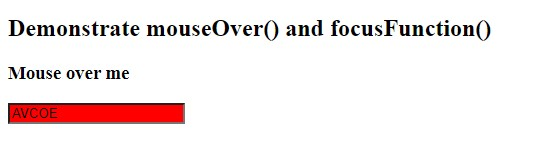 Demonstrate mouseOver() and focusFunction()
Mouse over me
AVCOE